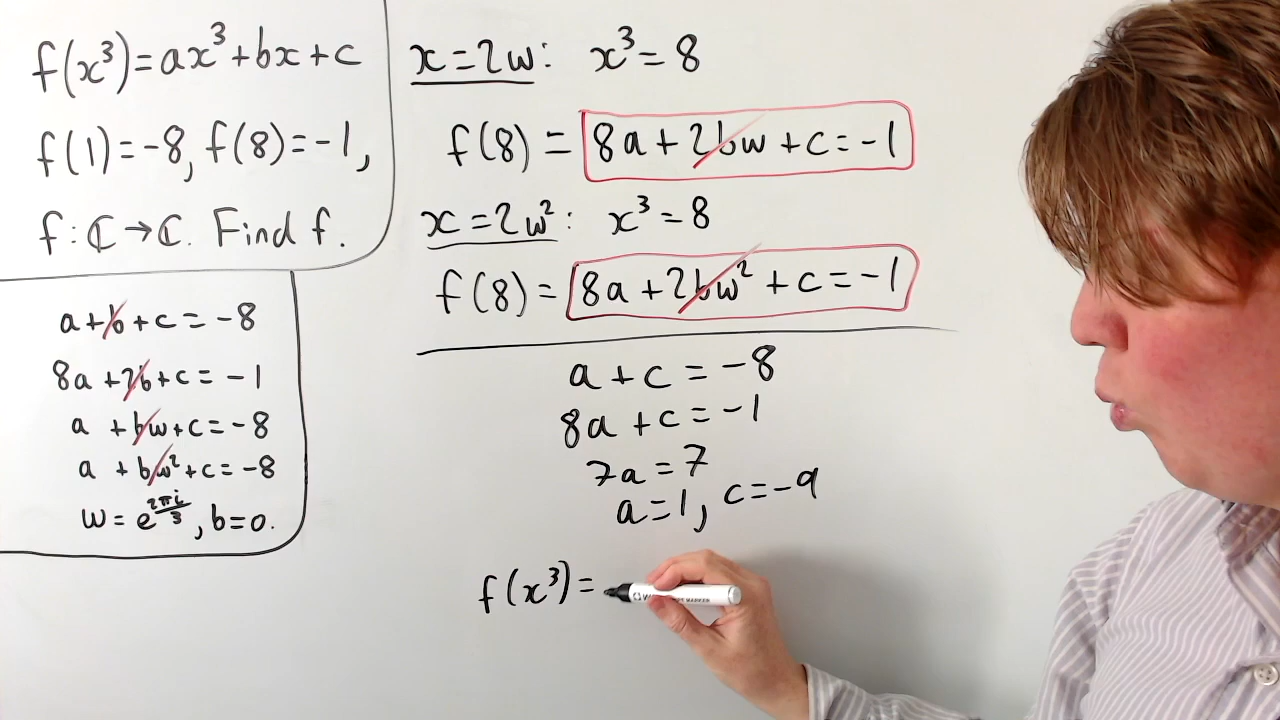 f(x³)=ax³+bx+c
f(1)=-8, f(8)=-1,
f:ℂ→ℂ. Find f.
a+b+c=-8
8a+2b+c=-1
a+bw+c=-8
a+bw²+c=-8
w=e^(2πi/3), b=0.
x=2w: x³=8
f(8)=8a+2bw+c=-1
x=2w²: x³=8
f(8)=8a+2bw²+c=-1
a+c=-8
8a+c=-1
7a=7
a=1, c=-9
f(x³)=